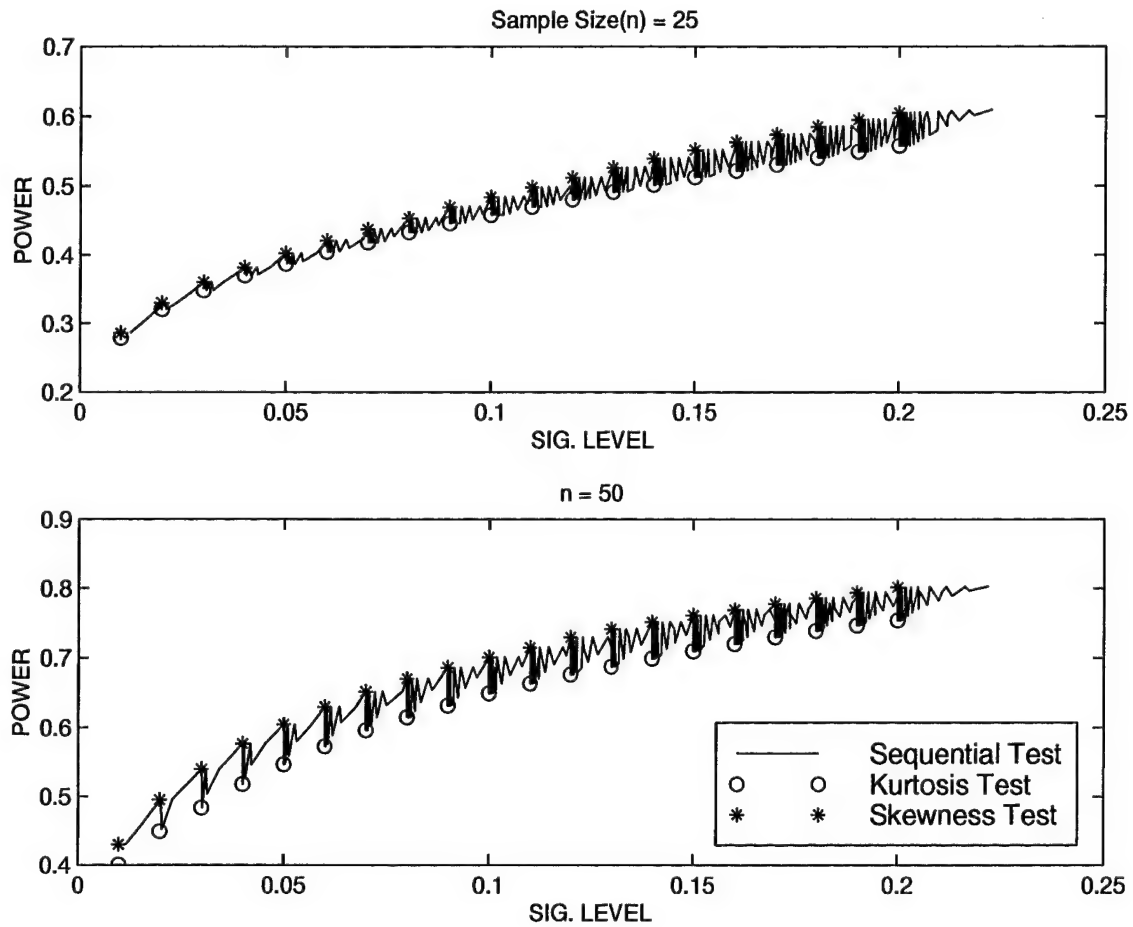 Sample Size(n) = 25
0.7
0.6
0.5
0.4
0.3
0.2
POWER
0
0.05
0.1
0.15
0.2
0.25
SIG. LEVEL
n = 50
0.9
0.8
0.7
0.6
0.5
0.4
POWER
Sequential Test
Kurtosis Test
Skewness Test
0
0.05
0.1
0.15
0.2
0.25
SIG. LEVEL